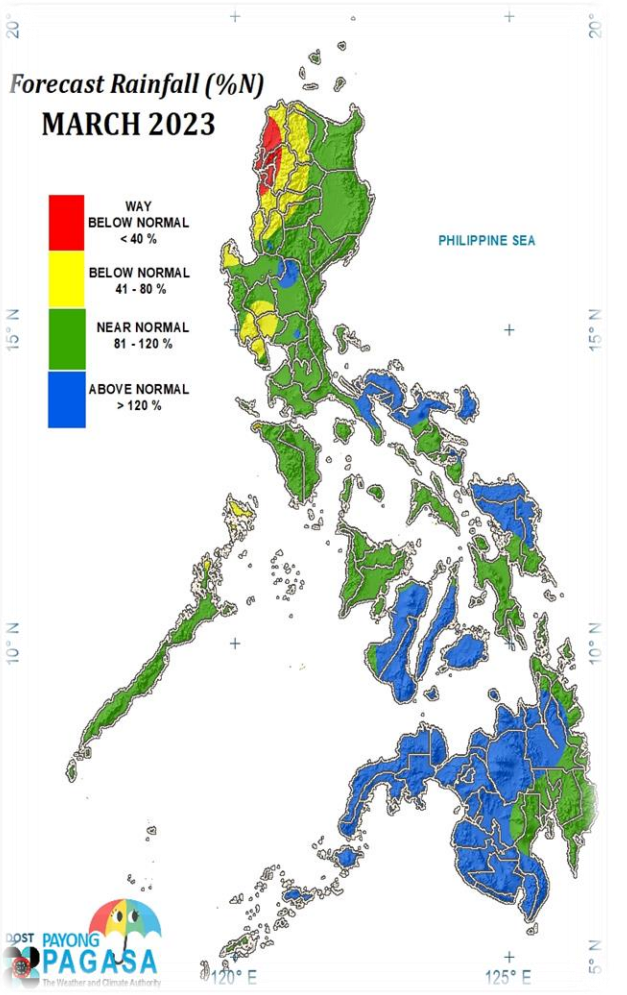 20°
20°
Forecast Rainfall (%N)
MARCH 2023
WAY
BELOW NORMAL
< 40 %
BELOW NORMAL
41 - 80 %
NEAR NORMAL
81 - 120 %
ABOVE NORMAL
> 120 %
PHILIPPINE SEA
15° N
15° N
10° N
10° N
DOST
PAYONG
PAGASA
The Weather and Climate Authority
120° E
125° E
5° N